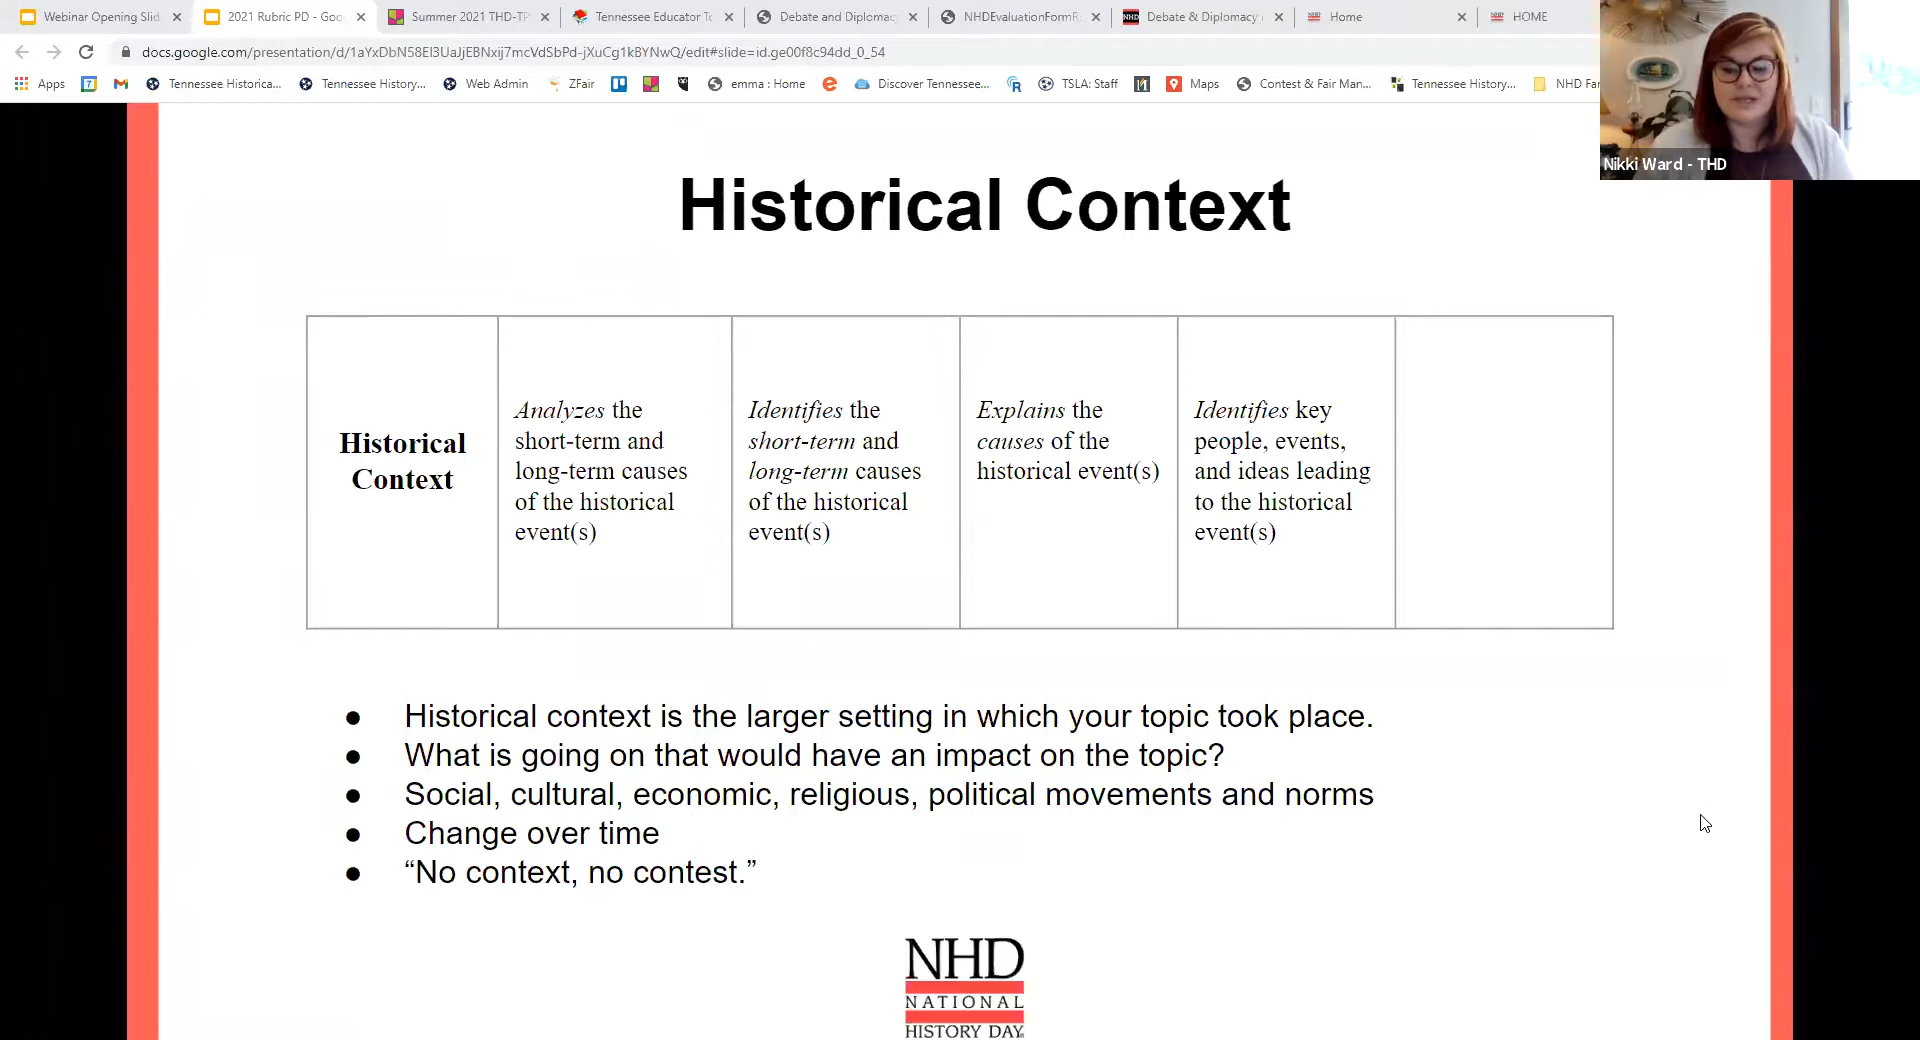 Webinar Opening Slid
2021 Rubric PD - Goo
Summer 2021 THD-TP
Tennessee Educator To
Debate and Diplomac
NHDEvaluationFormR
Debate & Diplomacy
Home
HOME
docs.google.com/presentation/d/1aYxDbN58El3UaJjEBNxij7mcVdSbPd-jXuCg1kBYNwQ/edit#slide=id.ge00f8c94dd_0_54
Apps
Tennessee Historica...
Tennessee History...
Web Admin
ZFair
emma : Home
Discover Tennessee...
TSLA: Staff
Maps
Contest & Fair Man...
Tennessee History...
NHD Fa
Nikki Ward - THD
Historical Context
Historical
Context
Analyzes the
short-term and
long-term causes
of the historical
event(s)
Identifies the
short-term and
long-term causes
of the historical
event(s)
Explains the
causes of the
historical event(s)
Identifies key
people, events,
and ideas leading
to the historical
event(s)
● Historical context is the larger setting in which your topic took place.
● What is going on that would have an impact on the topic?
● Social, cultural, economic, religious, political movements and norms
● Change over time
● “No context, no contest.”
NHD
NATIONAL
HISTORY DAY